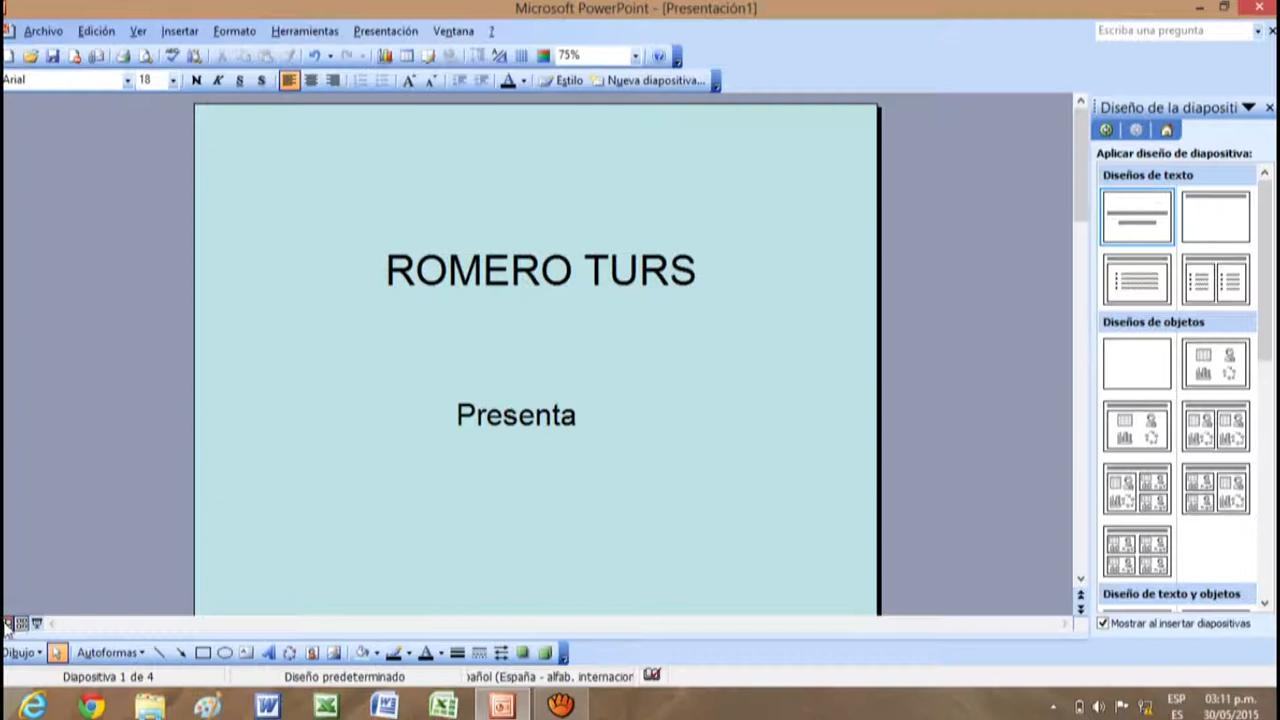 Microsoft PowerPoint - [Presentación1]
Archivo Edición Ver Insertar Formato Herramientas Presentación Ventana ?
Escriba una pregunta
75%
Arial 18 N K S S Estilo Nueva diapositiva...
Diseño de la diapositi
Aplicar diseño de diapositiva:
Diseños de texto
ROMERO TURS
Presenta
Diseños de objetos
Diseño de texto y objetos
Mostrar al insertar diapositivas
Dibujo Autoformas
Diapositiva 1 de 4 Diseño predeterminado añol (España - alfab. internacior
ESP 03:11 p.m.
ES 30/05/2015